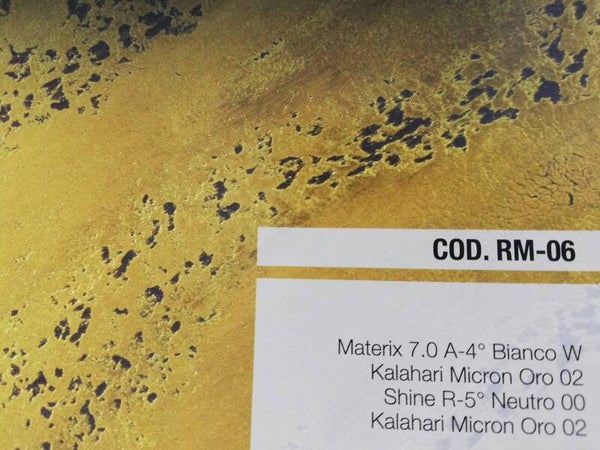 COD. RM-06
Materix 7.0 A-4° Bianco W
Kalahari Micron Oro 02
Shine R-5° Neutro 00
Kalahari Micron Oro 02